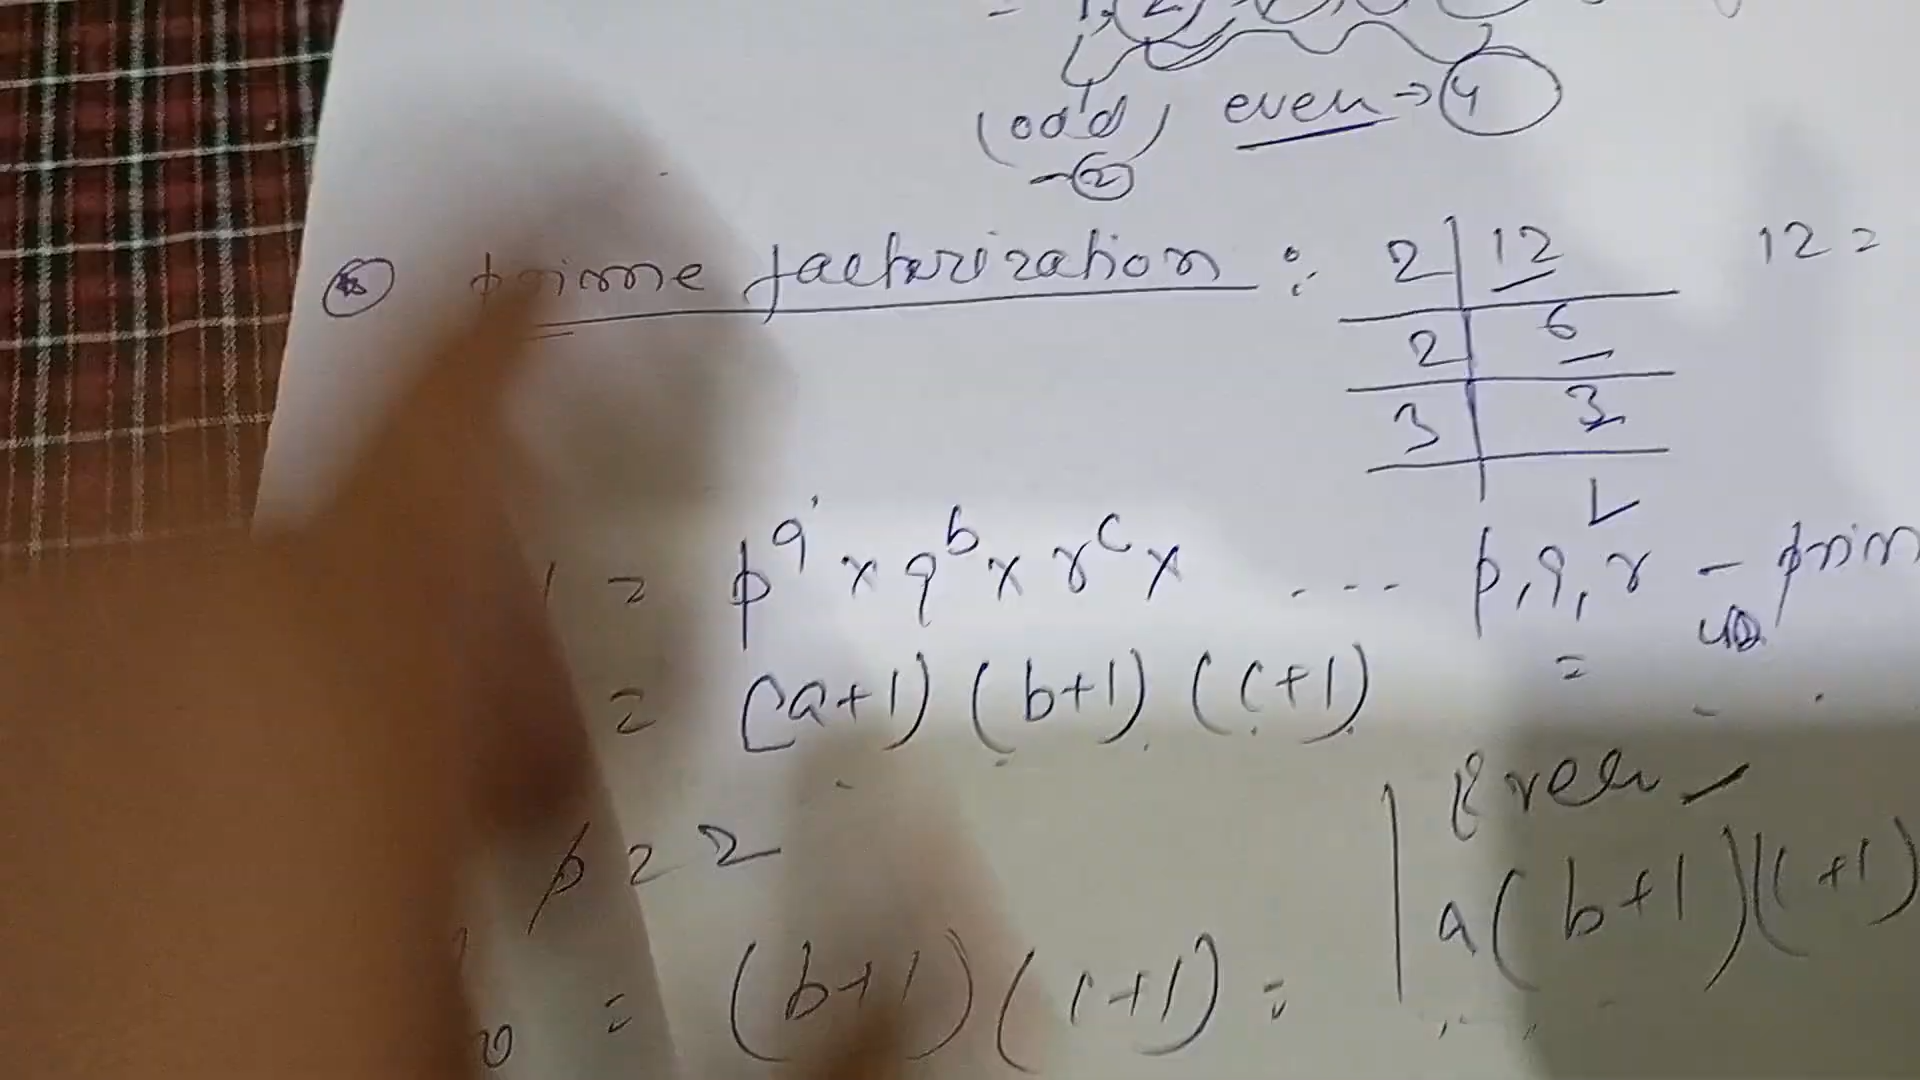 (odd) even → 4
- 2
prime factorization : 2 | 12 12 =
2 | 6
3 | 3
1
= p^a × q^b × r^c × ... p, q, r - prim
= (a+1) (b+1) (c+1)
Even -
p = 2
a(b+1)(c+1)
= (b+1)(c+1) =